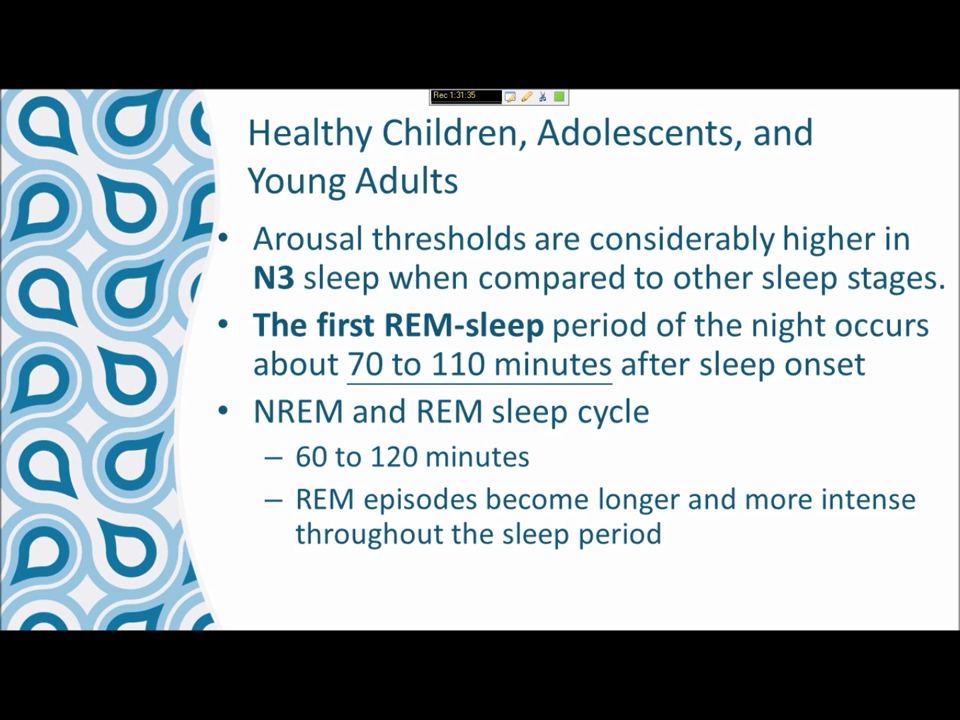 Rec 1:31:35
Healthy Children, Adolescents, and
Young Adults
• Arousal thresholds are considerably higher in
N3 sleep when compared to other sleep stages.
• The first REM-sleep period of the night occurs
about 70 to 110 minutes after sleep onset
• NREM and REM sleep cycle
– 60 to 120 minutes
– REM episodes become longer and more intense
throughout the sleep period